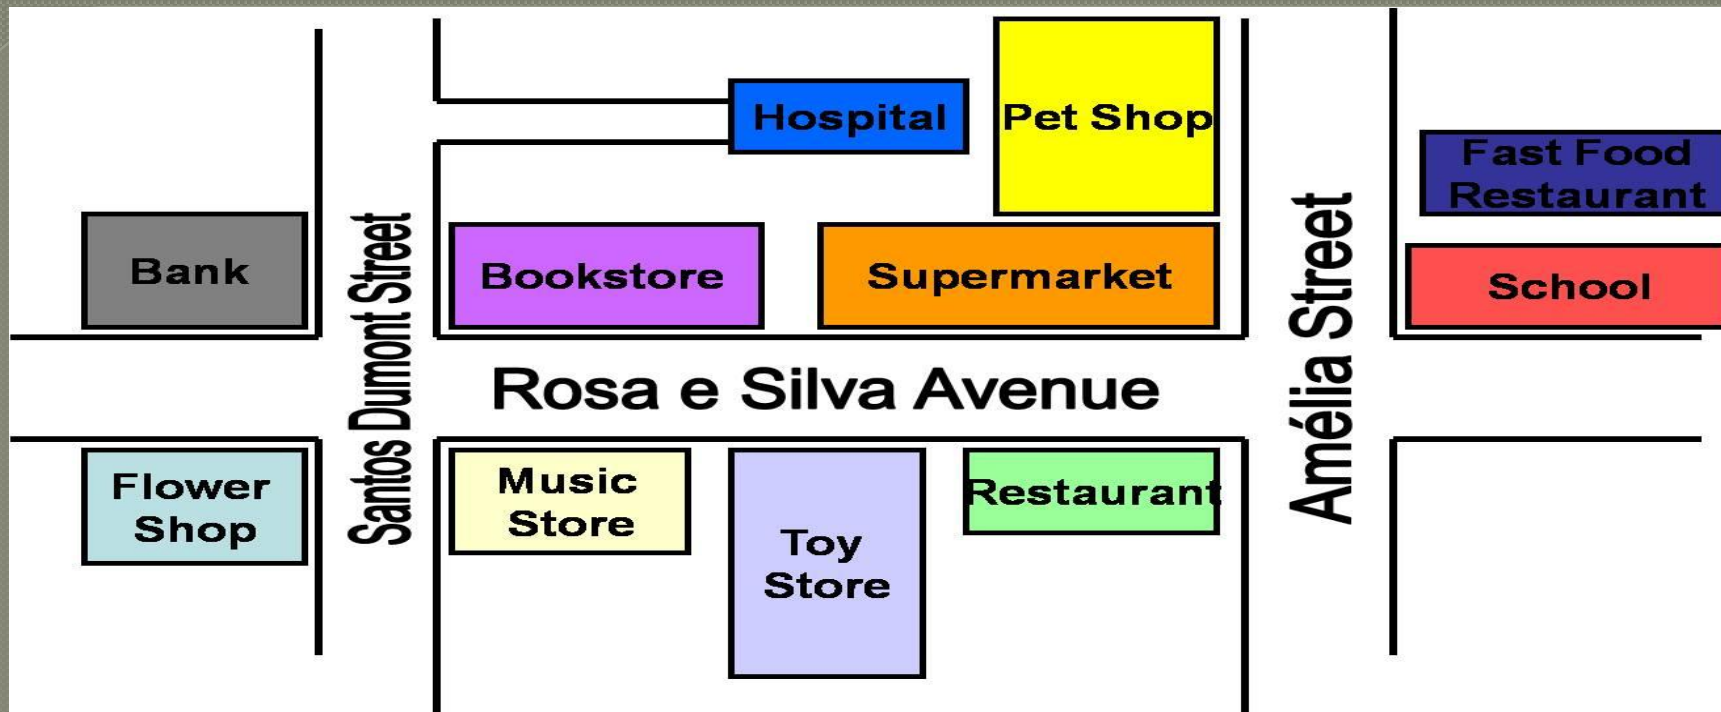 Hospital
Pet Shop
Fast Food
Restaurant
Bank
Santos Dumont Street
Bookstore
Supermarket
Amélia Street
School
Rosa e Silva Avenue
Flower
Shop
Music
Store
Toy
Store
Restaurant